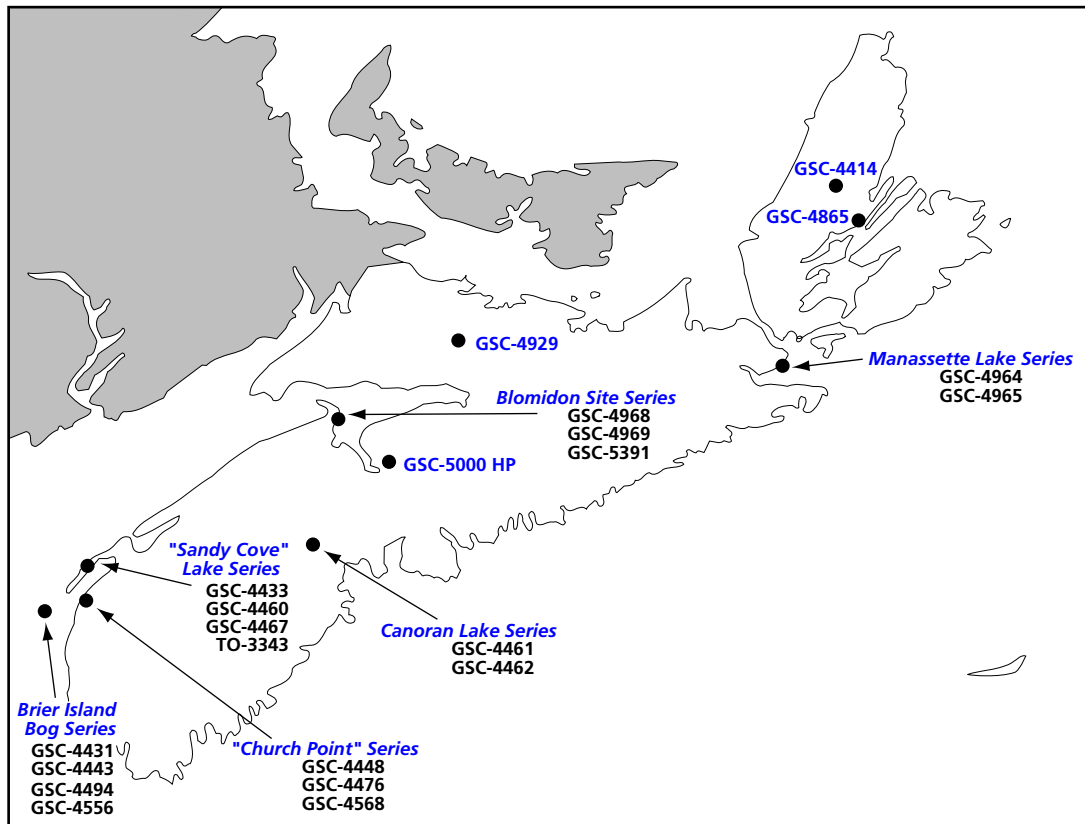 GSC-4414
GSC-4865
GSC-4929
Manassette Lake Series
GSC-4964
GSC-4965
Blomidon Site Series
GSC-4968
GSC-4969
GSC-5391
GSC-5000 HP
"Sandy Cove"
Lake Series
GSC-4433
GSC-4460
GSC-4467
TO-3343
Canoran Lake Series
GSC-4461
GSC-4462
Brier Island
Bog Series
GSC-4431
GSC-4443
GSC-4494
GSC-4556
"Church Point" Series
GSC-4448
GSC-4476
GSC-4568